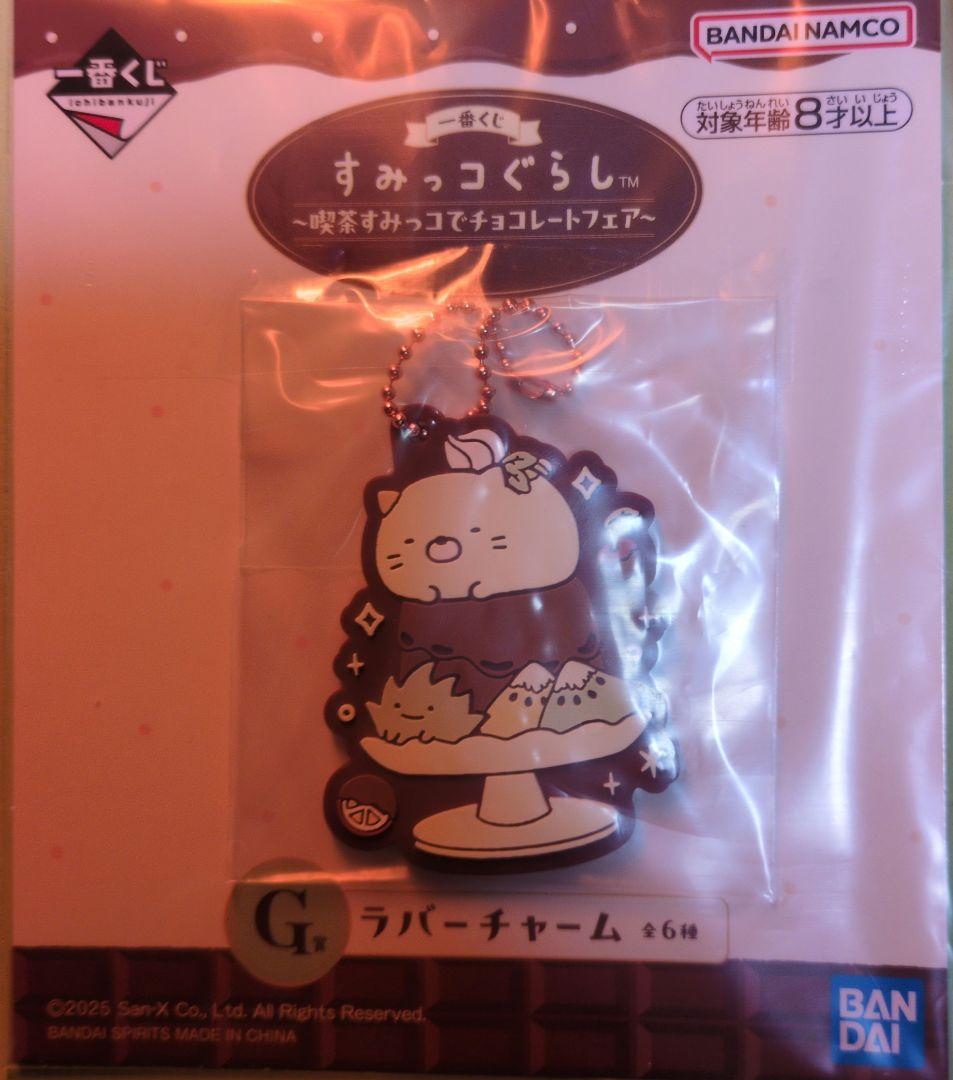 一番くじ
ichibankuji
BANDAI NAMCO
たいしょうねんれい さい い じょう
対象年齢8才以上
一番くじ
すみっコぐらし™
~喫茶すみっコでチョコレートフェア~
G賞
ラバーチャーム 全6種
©2025 San-X Co., Ltd. All Rights Reserved.
BANDAI SPIRITS MADE IN CHINA
BAN
DAI